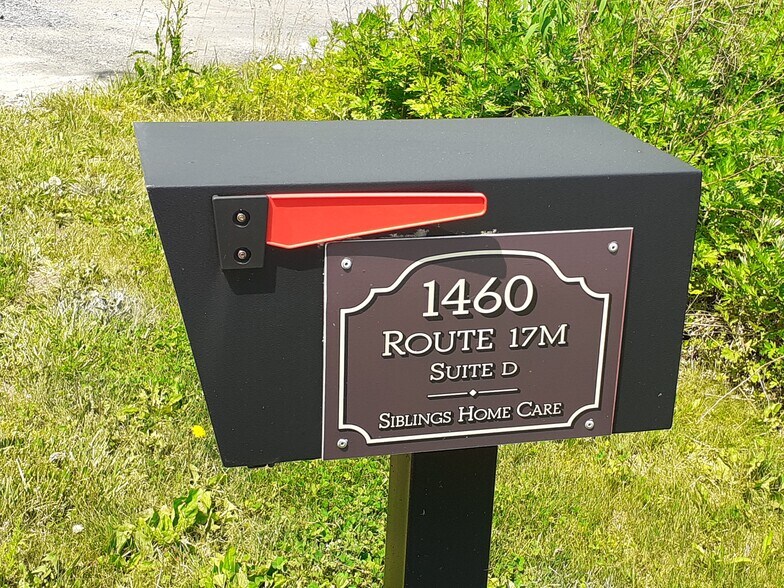 1460
ROUTE 17M
SUITE D
SIBLINGS HOME CARE